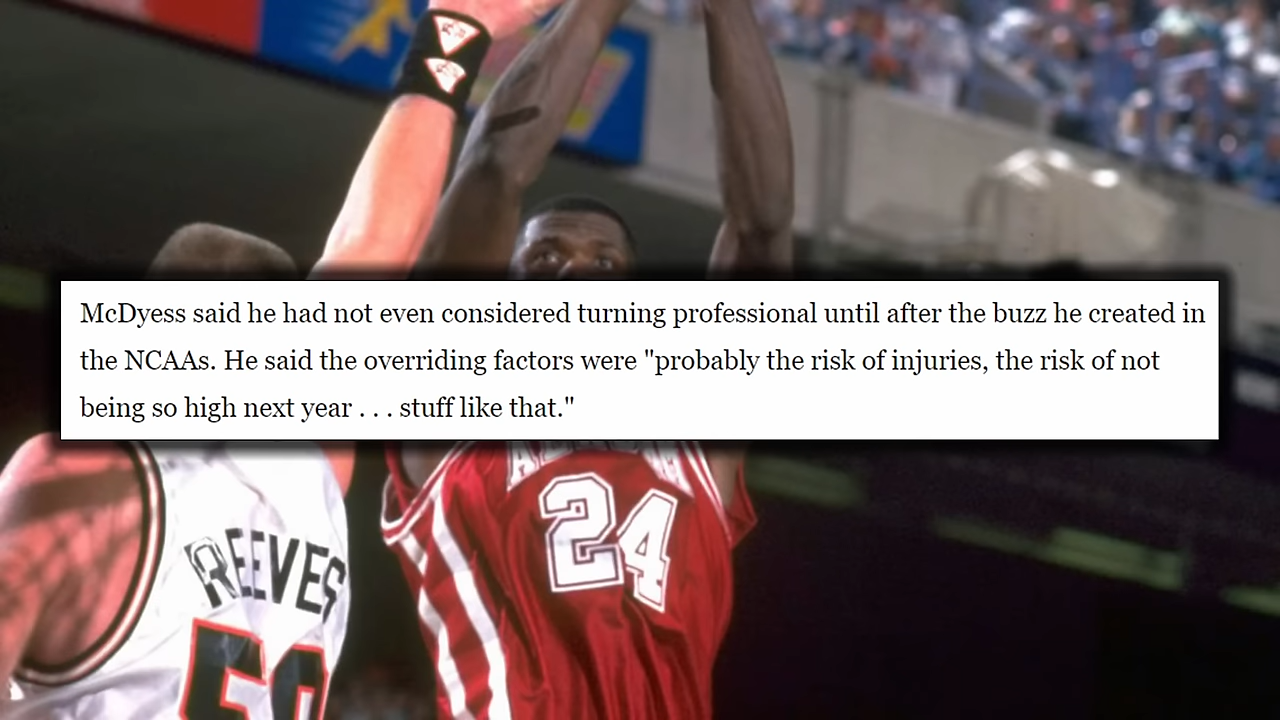 McDyess said he had not even considered turning professional until after the buzz he created in
the NCAAs. He said the overriding factors were "probably the risk of injuries, the risk of not
being so high next year . . . stuff like that."
24
REEVES
50